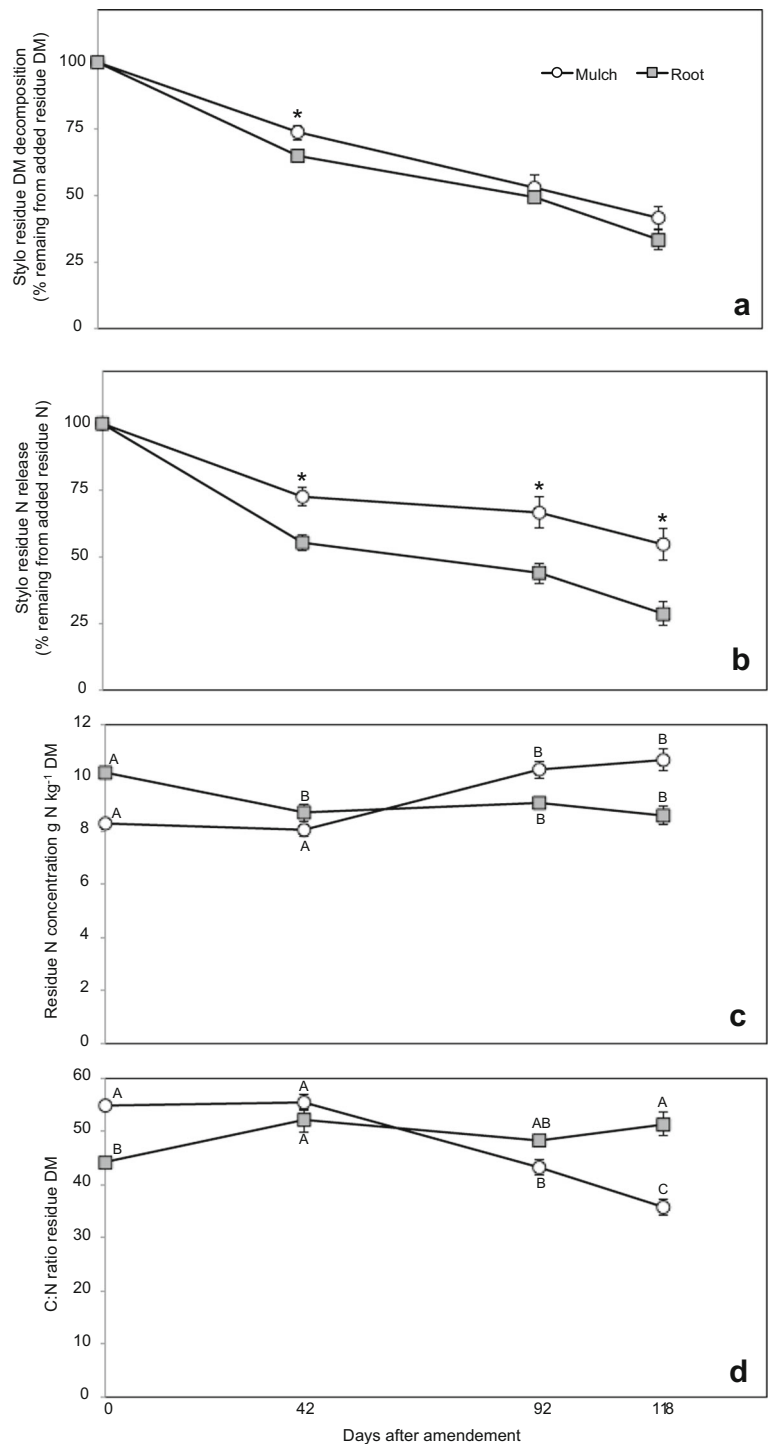 Stylo residue DM decomposition
(% remaing from added residue DM)
100
75
50
25
0
Mulch
Root
*
a
Stylo residue N release
(% remaing from added residue N)
100
75
50
25
0
*
*
*
b
Residue N concentration g N kg-1 DM
12
10
8
6
4
2
0
A
A
B
A
B
B
B
B
c
C:N ratio residue DM
60
50
40
30
20
10
0
A
B
A
A
AB
B
A
C
d
0
42
92
118
Days after amendement